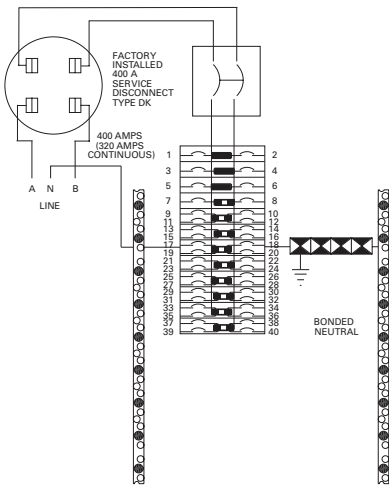 FACTORY
INSTALLED
400 A
SERVICE
DISCONNECT
TYPE DK
400 AMPS
(320 AMPS
CONTINUOUS)
A N B
LINE
1 2
3 4
5 6
7 8
9 10
11 12
13 14
15 16
17 18
19 20
21 22
23 24
25 26
27 28
29 30
31 32
33 34
35 36
37 38
39 40
BONDED
NEUTRAL